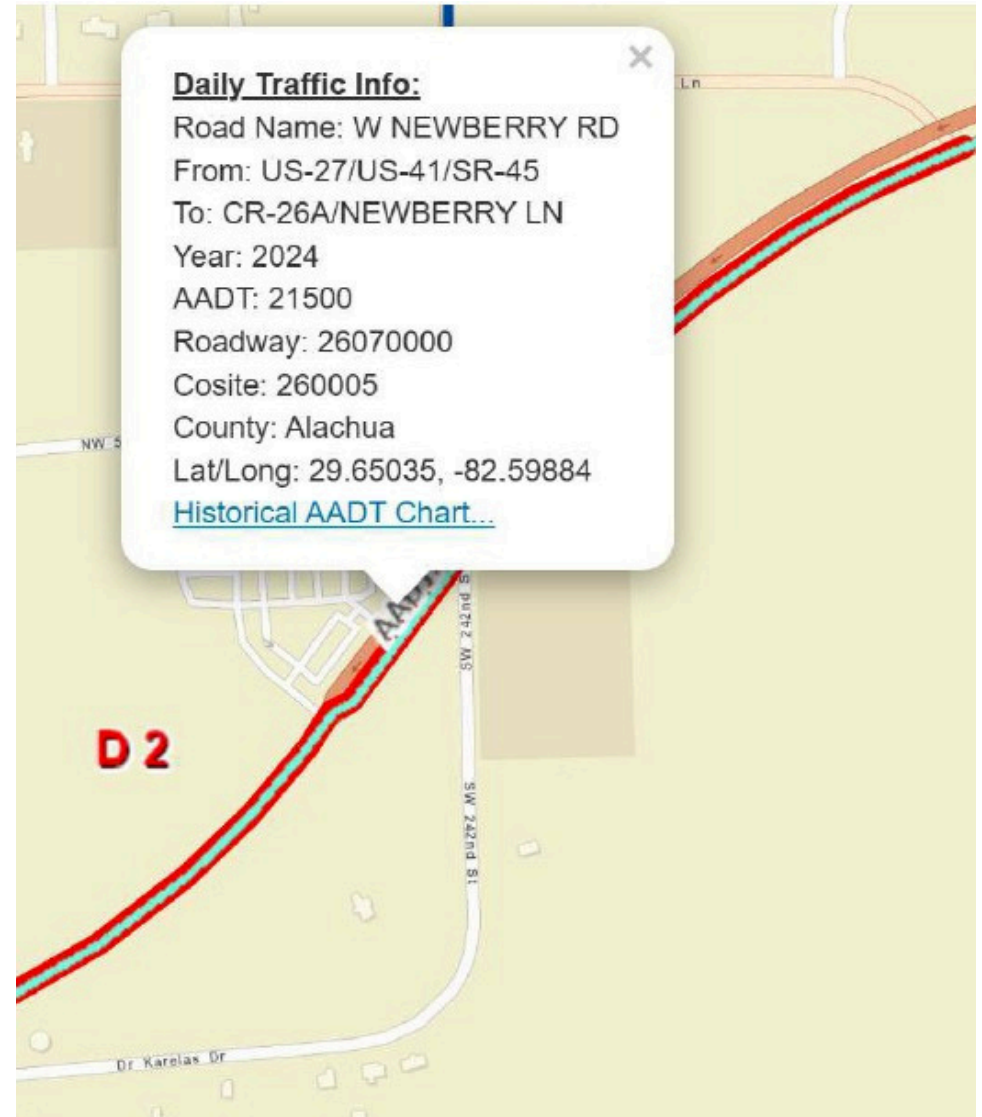 Daily Traffic Info:
Road Name: W NEWBERRY RD
From: US-27/US-41/SR-45
To: CR-26A/NEWBERRY LN
Year: 2024
AADT: 21500
Roadway: 26070000
Cosite: 260005
County: Alachua
Lat/Long: 29.65035, -82.59884
Historical AADT Chart...
Ln
NW 5
SW 242nd S
D 2
SW 242nd St
Dr Karelas Dr